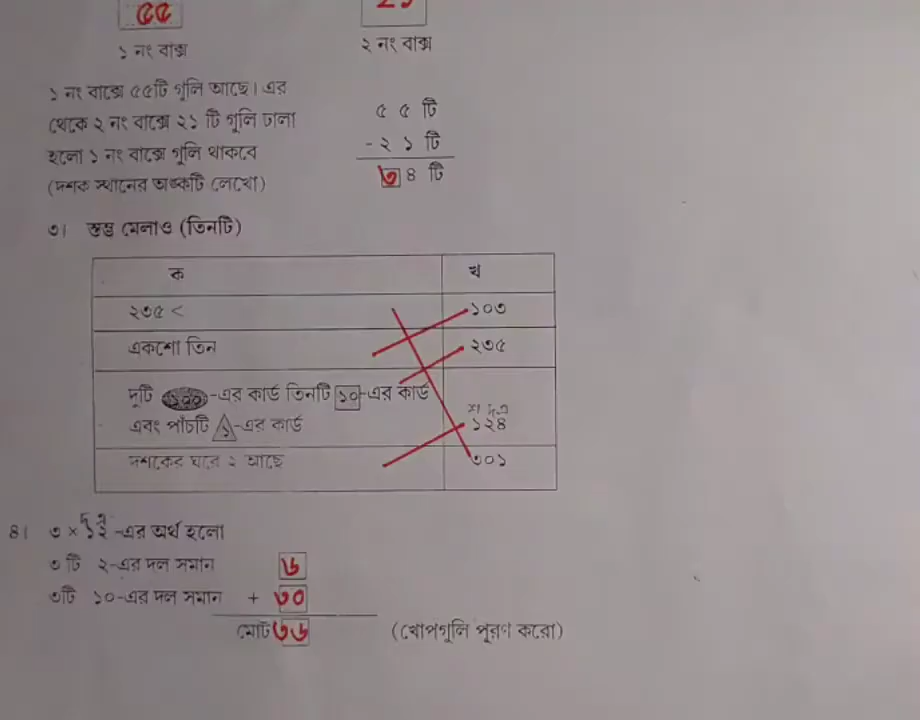 ৫৫
১ নং বাক্স
২ নং বাক্স
১ নং বাক্সে ৫৫টি গুলি আছে। এর
থেকে ২ নং বাক্সে ২১ টি গুলি ঢালা
হলো ১ নং বাক্সে গুলি থাকবে
(দশক স্থানের অঙ্কটি লেখো)
৫ ৫ টি
- ২ ১ টি
৩ ৪ টি
৩। স্তম্ভ মেলাও (তিনটি)
ক খ
২৩৫ < ১০৩
একশো তিন ২৩৫
দুটি ১০০-এর কার্ড তিনটি ১০-এর কার্ড
শ দ এ
এবং পাঁচটি ১-এর কার্ড ১২৪
দশকের ঘরে ২ আছে ৩০১
দ এ
৪। ৩ × ১২ -এর অর্থ হলো
৩ টি ২-এর দল সমান ৬
৩টি ১০-এর দল সমান + ৩০
মোট ৩৬ (খোপগুলি পূরণ করো)